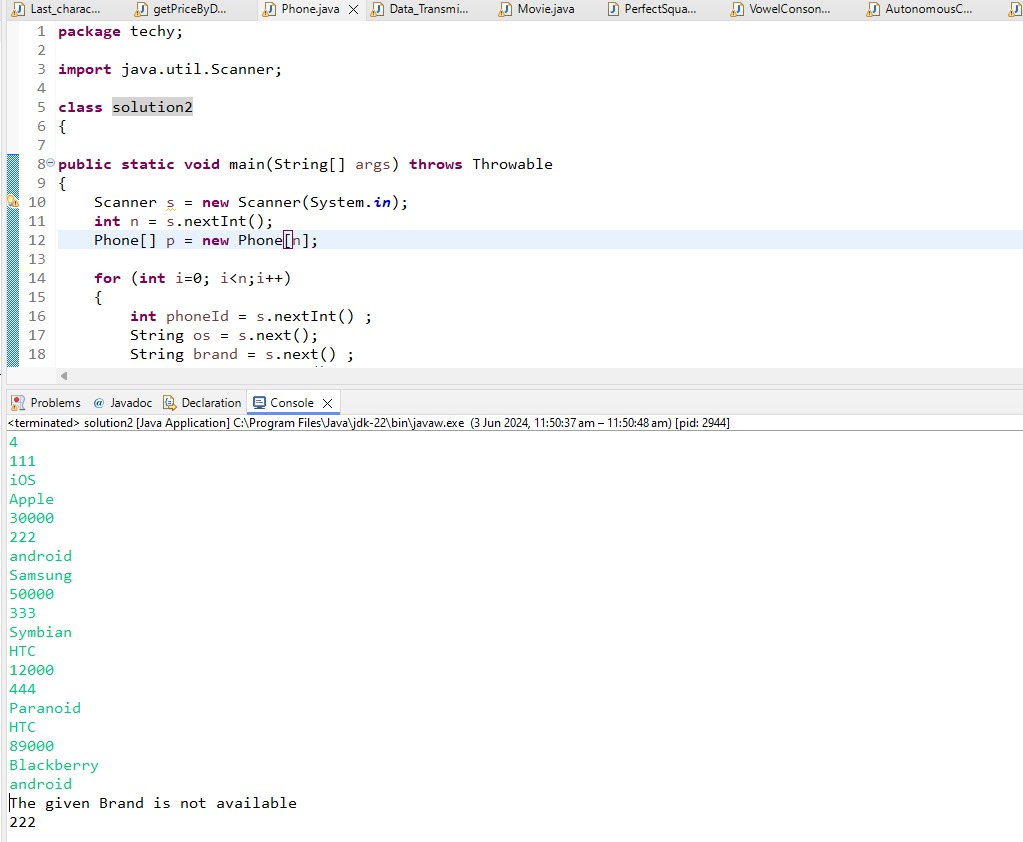 Last_charac... getPriceByD... Phone.java Data_Transmi... Movie.java PerfectSqua... VowelConson... AutonomousC...
1 package techy;
2
3 import java.util.Scanner;
4
5 class solution2
6 {
7
8 public static void main(String[] args) throws Throwable
9 {
10 Scanner s = new Scanner(System.in);
11 int n = s.nextInt();
12 Phone[] p = new Phone[n];
13
14 for (int i=0; i<n;i++)
15 {
16 int phoneId = s.nextInt() ;
17 String os = s.next();
18 String brand = s.next() ;
Problems @ Javadoc Declaration Console
<terminated> solution2 [Java Application] C:\Program Files\Java\jdk-22\bin\javaw.exe (3 Jun 2024, 11:50:37 am – 11:50:48 am) [pid: 2944]
4
111
iOS
Apple
30000
222
android
Samsung
50000
333
Symbian
HTC
12000
444
Paranoid
HTC
89000
Blackberry
android
The given Brand is not available
222